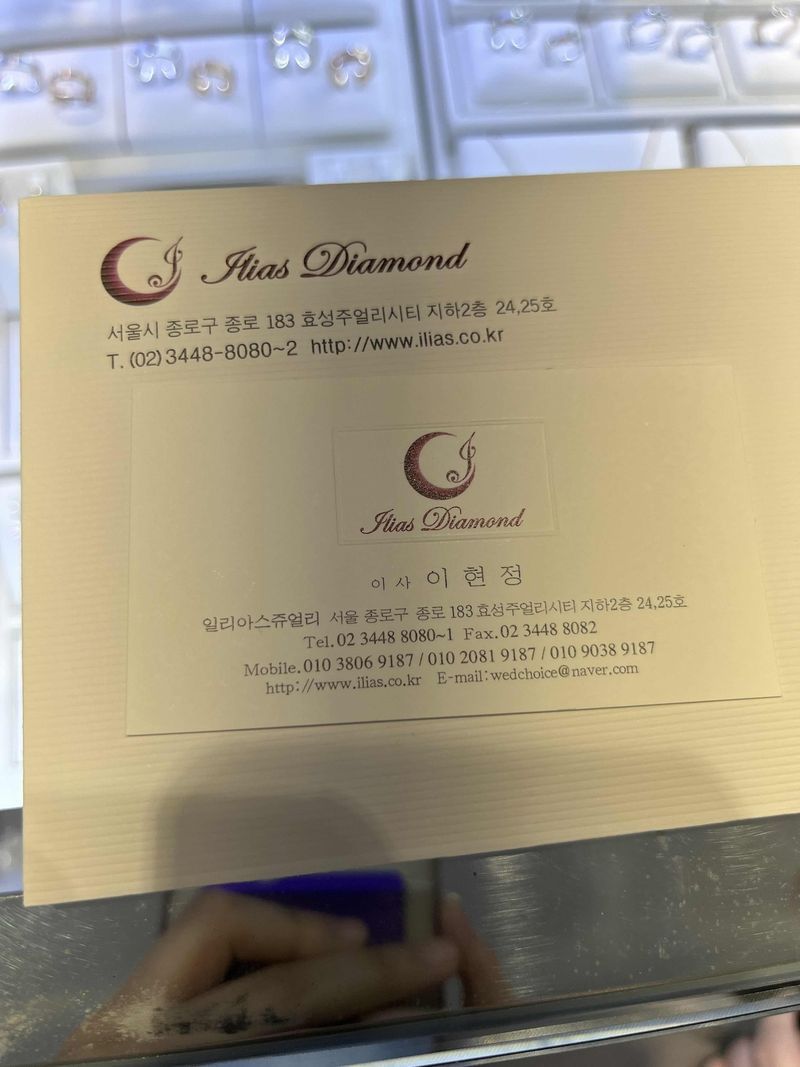 Ilias Diamond
서울시 종로구 종로 183 효성주얼리시티 지하2층 24,25호
T. (02)3448-8080~2 http://www.ilias.co.kr
Ilias Diamond
이 사 이 현 정
일리아스쥬얼리 서울 종로구 종로 183 효성주얼리시티 지하2층 24,25호
Tel. 02 3448 8080~1 Fax. 02 3448 8082
Mobile. 010 3806 9187 / 010 2081 9187 / 010 9038 9187
http://www.ilias.co.kr E-mail:wedchoice@naver.com